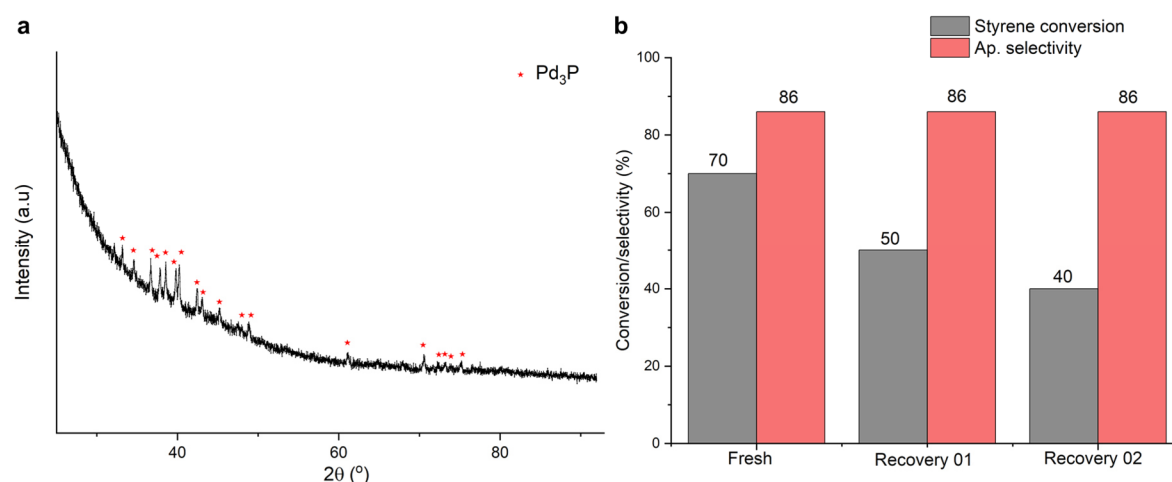 a
★ Pd₃P
Intensity (a.u)
40
60
80
2θ (°)
b
Styrene conversion
Ap. selectivity
Conversion/selectivity (%)
100
80
60
40
20
0
70
86
50
86
40
86
Fresh
Recovery 01
Recovery 02